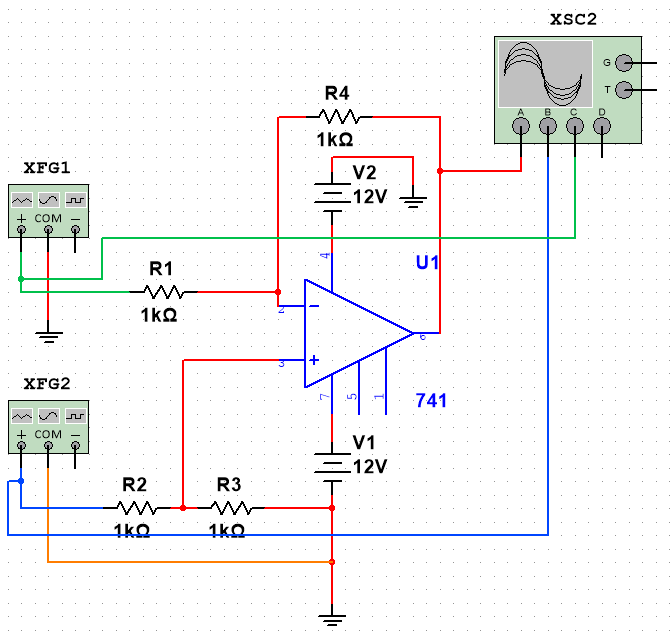 XSC2
G
T
A B C D
R4
1kΩ
V2
12V
XFG1
+ COM −
R1
1kΩ
U1
4
2
3
6
7
5
1
741
XFG2
+ COM −
V1
12V
R2
1kΩ
R3
1kΩ